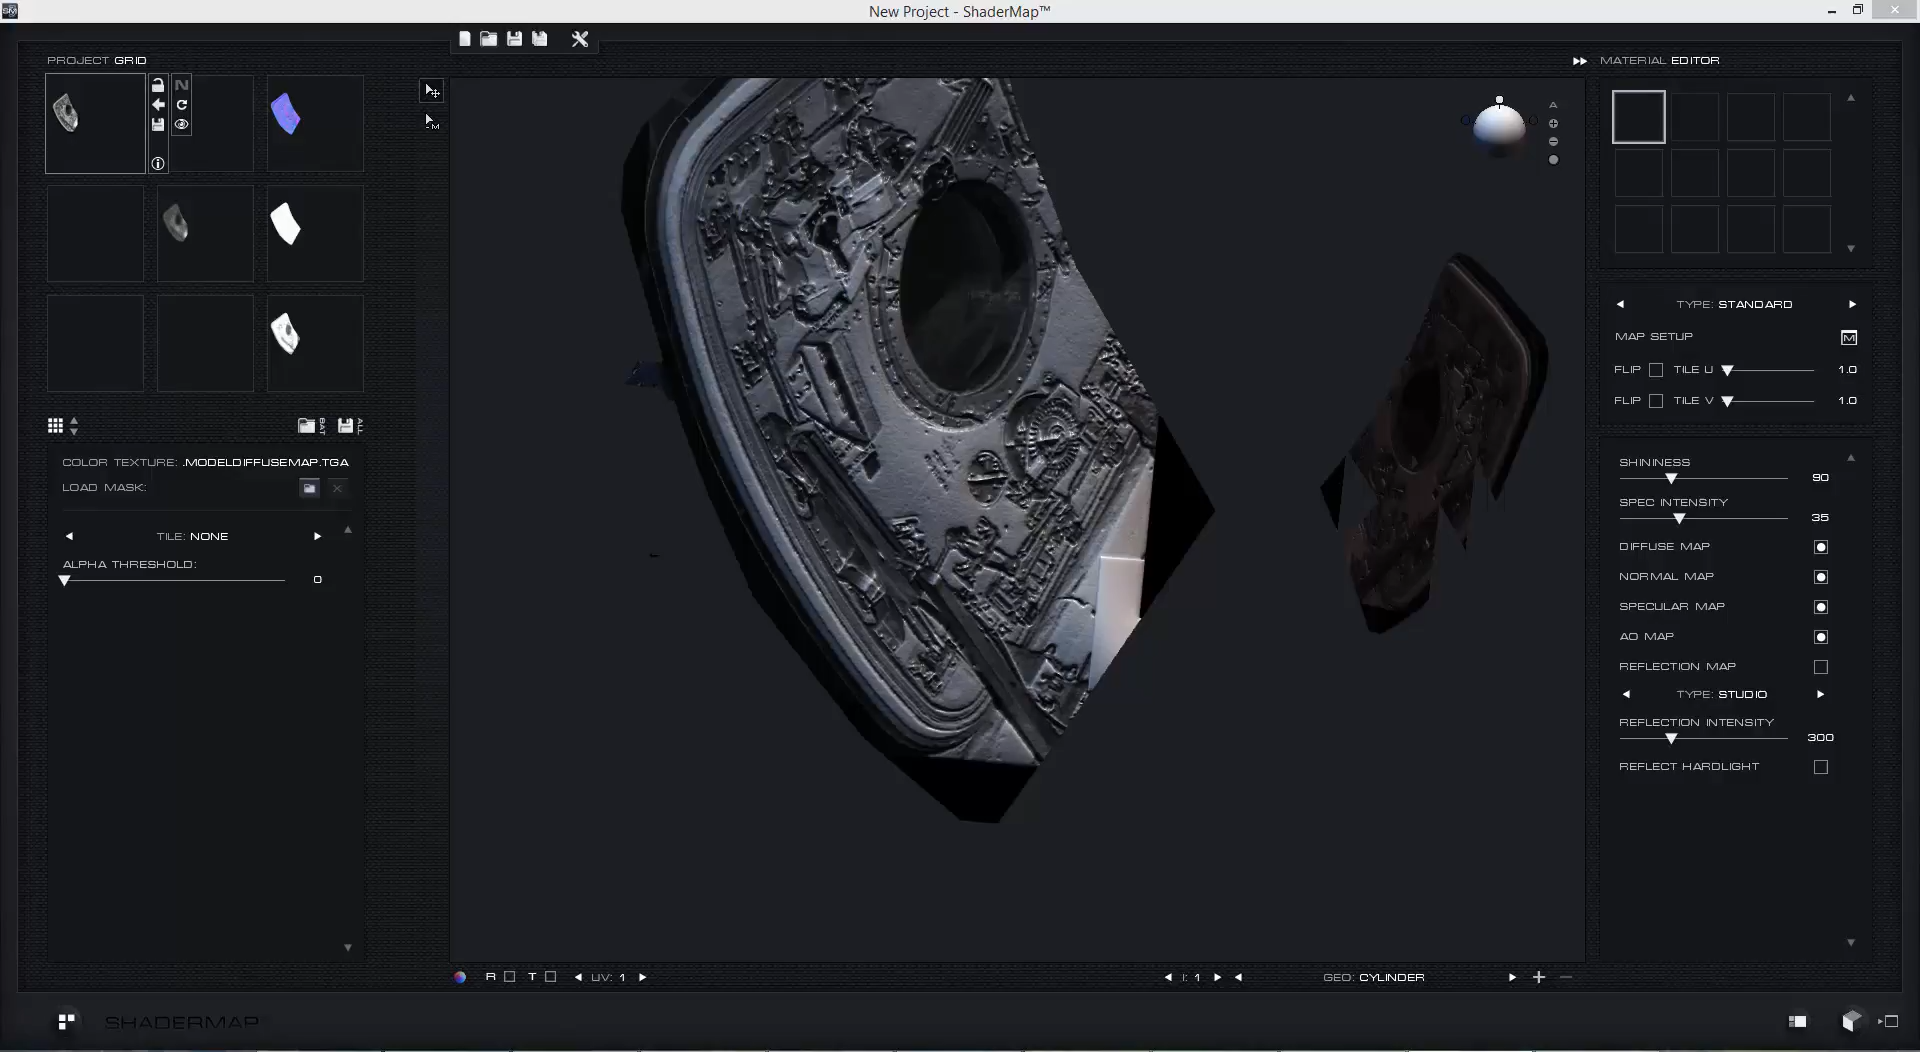 New Project - ShaderMap™
PROJECT GRID
MATERIAL EDITOR
N
M
A
BAT
ALL
COLOR TEXTURE: .MODELDIFFUSEMAP.TGA
LOAD MASK:
TILE: NONE
ALPHA THRESHOLD:
0
TYPE: STANDARD
MAP SETUP
M
FLIP TILE U 1.0
FLIP TILE V 1.0
SHININESS
90
SPEC INTENSITY
35
DIFFUSE MAP
NORMAL MAP
SPECULAR MAP
AO MAP
REFLECTION MAP
TYPE: STUDIO
REFLECTION INTENSITY
300
REFLECT HARDLIGHT
R T UV: 1 I: 1 GEO: CYLINDER
SHADERMAP